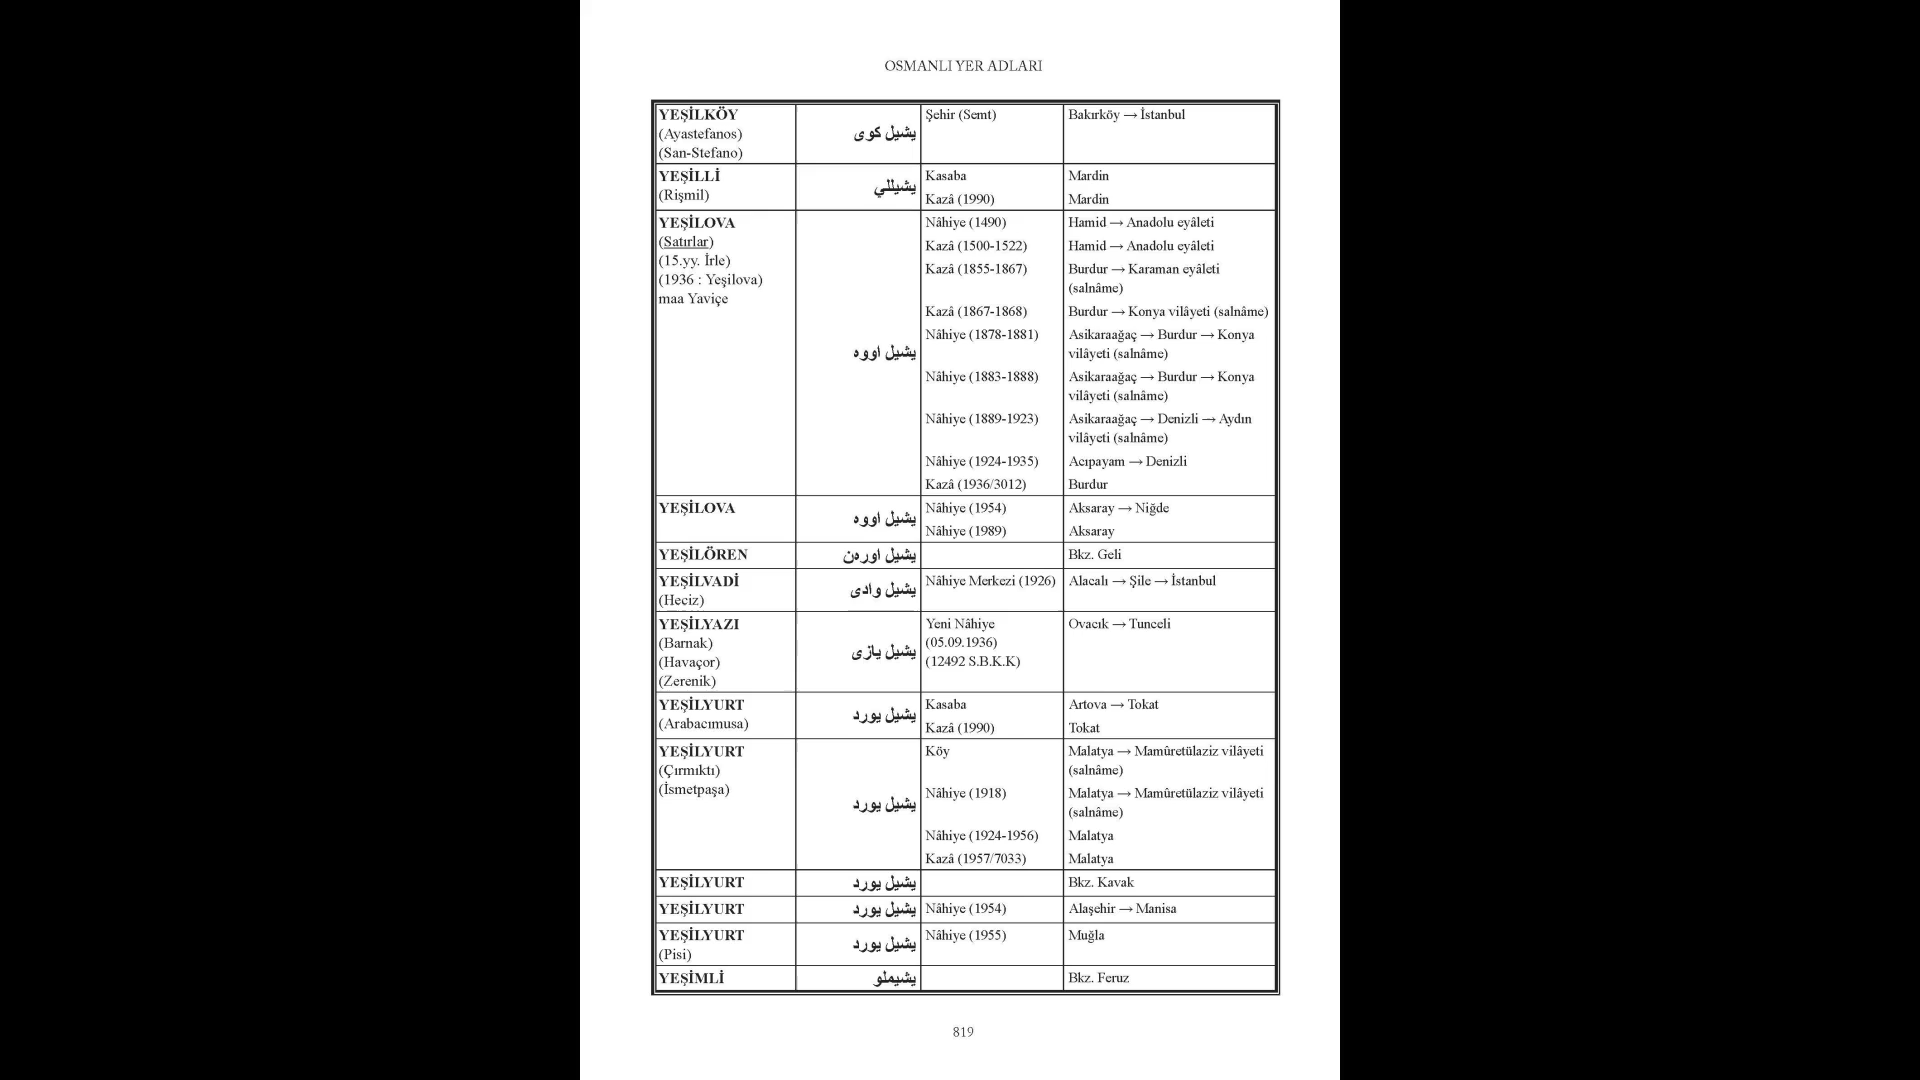 OSMANLI YER ADLARI
YEŞİLKÖY
(Ayastefanos)
(San-Stefano)
يشيل كوى
Şehir (Semt)
Bakırköy → İstanbul
YEŞİLLİ
(Rişmil)
يشيللي
Kasaba
Mardin
Kazâ (1990)
Mardin
YEŞİLOVA
(Satırlar)
(15.yy. İrle)
(1936 : Yeşilova)
maa Yaviçe
يشيل اووه
Nâhiye (1490)
Hamid → Anadolu eyâleti
Kazâ (1500-1522)
Hamid → Anadolu eyâleti
Kazâ (1855-1867)
Burdur → Karaman eyâleti
(salnâme)
Kazâ (1867-1868)
Burdur → Konya vilâyeti (salnâme)
Nâhiye (1878-1881)
Asikaraağaç → Burdur → Konya
vilâyeti (salnâme)
Nâhiye (1883-1888)
Asikaraağaç → Burdur → Konya
vilâyeti (salnâme)
Nâhiye (1889-1923)
Asikaraağaç → Denizli → Aydın
vilâyeti (salnâme)
Nâhiye (1924-1935)
Acıpayam → Denizli
Kazâ (1936/3012)
Burdur
YEŞİLOVA
يشيل اووه
Nâhiye (1954)
Aksaray → Niğde
Nâhiye (1989)
Aksaray
YEŞİLÖREN
يشيل اوره‌ن
Bkz. Geli
YEŞİLVADİ
(Heciz)
يشيل وادى
Nâhiye Merkezi (1926)
Alacalı → Şile → İstanbul
YEŞİLYAZI
(Barnak)
(Havaçor)
(Zerenik)
يشيل يازى
Yeni Nâhiye
(05.09.1936)
(12492 S.B.K.K)
Ovacık → Tunceli
YEŞİLYURT
(Arabacımusa)
يشيل يورد
Kasaba
Artova → Tokat
Kazâ (1990)
Tokat
YEŞİLYURT
(Çırmıktı)
(İsmetpaşa)
يشيل يورد
Köy
Malatya → Mamûretülaziz vilâyeti
(salnâme)
Nâhiye (1918)
Malatya → Mamûretülaziz vilâyeti
(salnâme)
Nâhiye (1924-1956)
Malatya
Kazâ (1957/7033)
Malatya
YEŞİLYURT
يشيل يورد
Bkz. Kavak
YEŞİLYURT
يشيل يورد
Nâhiye (1954)
Alaşehir → Manisa
YEŞİLYURT
(Pisi)
يشيل يورد
Nâhiye (1955)
Muğla
YEŞİMLİ
يشيملو
Bkz. Feruz
819